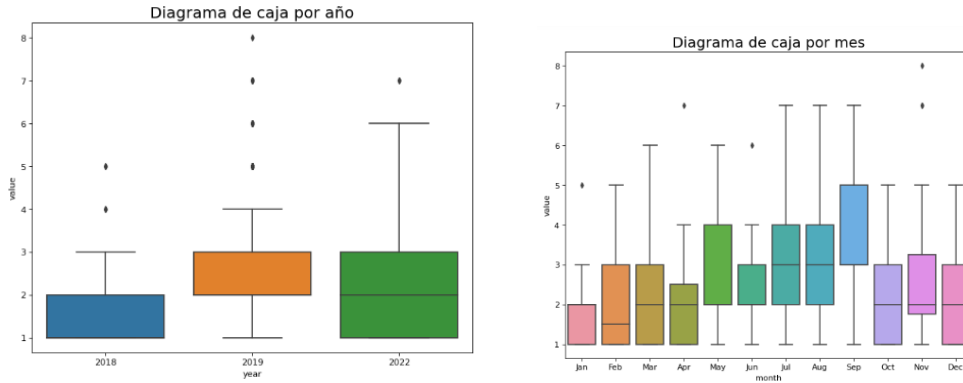 Diagrama de caja por año
8
7
6
5
4
3
2
1
value
2018 2019 2022
year
Diagrama de caja por mes
8
7
6
5
4
3
2
1
value
Jan Feb Mar Apr May Jun Jul Aug Sep Oct Nov Dec
month